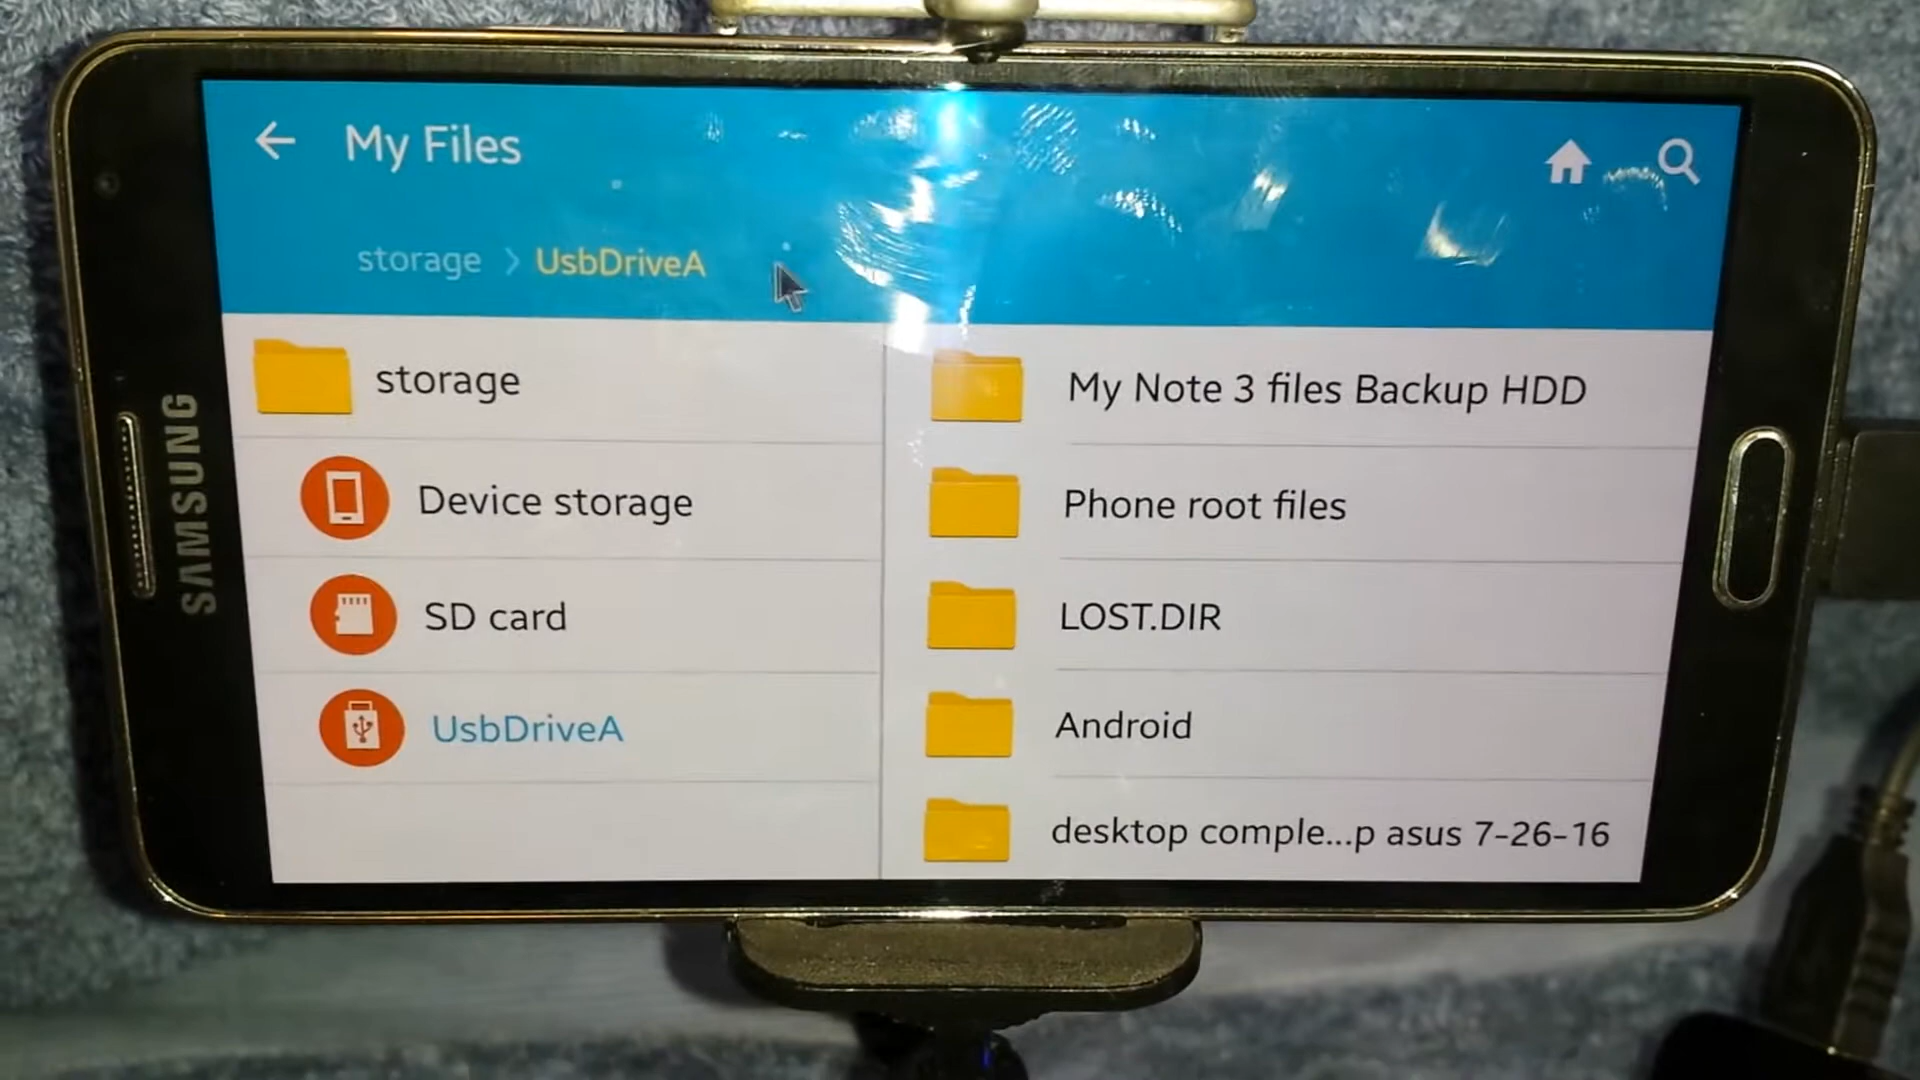 My Files
storage > UsbDriveA
storage
Device storage
SD card
UsbDriveA
My Note 3 files Backup HDD
Phone root files
LOST.DIR
Android
desktop comple...p asus 7-26-16
SAMSUNG